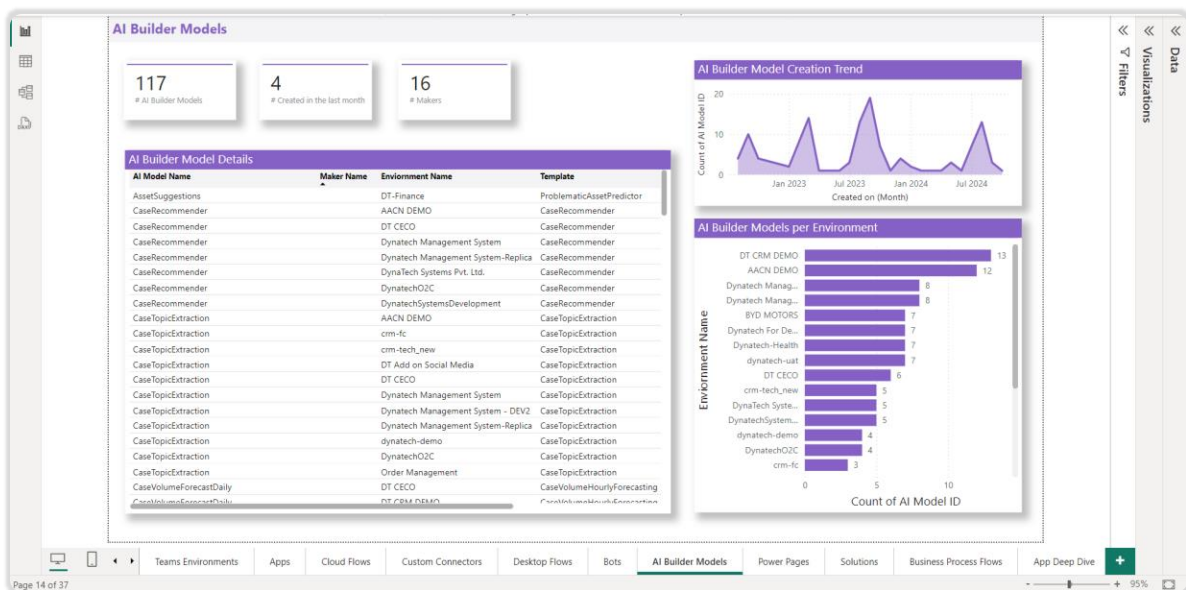 AI Builder Models
117
# AI Builder Models
4
# Created in the last month
16
# Makers
AI Builder Model Details
AI Model Name Maker Name Enviornment Name Template
AssetSuggestions DT-Finance ProblematicAssetPredictor
CaseRecommender AACN DEMO CaseRecommender
CaseRecommender DT CECO CaseRecommender
CaseRecommender Dynatech Management System CaseRecommender
CaseRecommender Dynatech Management System-Replica CaseRecommender
CaseRecommender DynaTech Systems Pvt. Ltd. CaseRecommender
CaseRecommender DynatechO2C CaseRecommender
CaseRecommender DynatechSystemsDevelopment CaseRecommender
CaseTopicExtraction AACN DEMO CaseTopicExtraction
CaseTopicExtraction crm-fc CaseTopicExtraction
CaseTopicExtraction crm-tech_new CaseTopicExtraction
CaseTopicExtraction DT Add on Social Media CaseTopicExtraction
CaseTopicExtraction DT CECO CaseTopicExtraction
CaseTopicExtraction Dynatech Management System CaseTopicExtraction
CaseTopicExtraction Dynatech Management System - DEV2 CaseTopicExtraction
CaseTopicExtraction Dynatech Management System-Replica CaseTopicExtraction
CaseTopicExtraction dynatech-demo CaseTopicExtraction
CaseTopicExtraction DynatechO2C CaseTopicExtraction
CaseTopicExtraction Order Management CaseTopicExtraction
CaseVolumeForecastDaily DT CECO CaseVolumeHourlyForecasting
CaseVolumeForecastDaily DT CRM DEMO CaseVolumeHourlyForecasting
AI Builder Model Creation Trend
Count of AI Model ID
20
10
0
Jan 2023 Jul 2023 Jan 2024 Jul 2024
Created on (Month)
AI Builder Models per Environment
Enviornment Name
DT CRM DEMO 13
AACN DEMO 12
Dynatech Manag... 8
Dynatech Manag... 8
BYD MOTORS 7
Dynatech For De... 7
Dynatech-Health 7
dynatech-uat 7
DT CECO 6
crm-tech_new 5
DynaTech Syste... 5
DynatechSystem... 5
dynatech-demo 4
DynatechO2C 4
crm-fc 3
0 5 10
Count of AI Model ID
Filters
Visualizations
Data
Teams Environments Apps Cloud Flows Custom Connectors Desktop Flows Bots AI Builder Models Power Pages Solutions Business Process Flows App Deep Dive +
Page 14 of 37
- + 95%